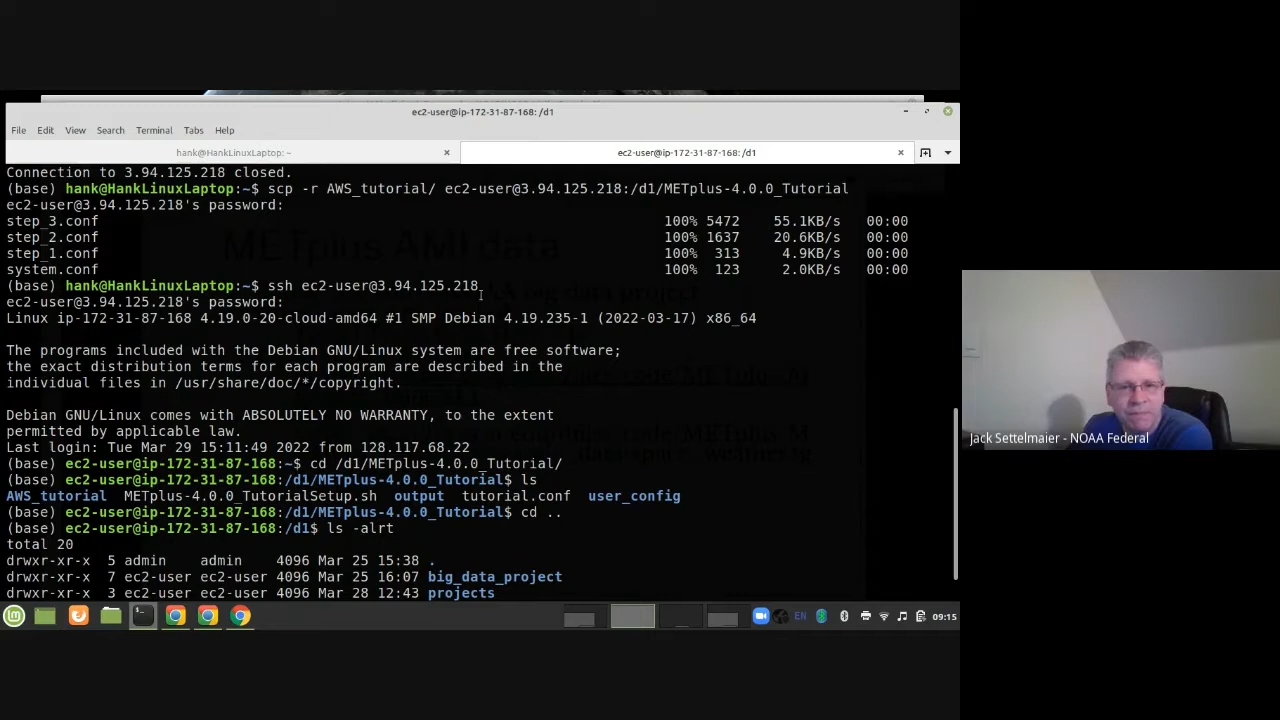 ec2-user@ip-172-31-87-168: /d1
File Edit View Search Terminal Tabs Help
hank@HankLinuxLaptop: ~ × ec2-user@ip-172-31-87-168: /d1 ×
Connection to 3.94.125.218 closed.
(base) hank@HankLinuxLaptop:~$ scp -r AWS_tutorial/ ec2-user@3.94.125.218:/d1/METplus-4.0.0_Tutorial
ec2-user@3.94.125.218's password:
step_3.conf 100% 5472 55.1KB/s 00:00
step_2.conf 100% 1637 20.6KB/s 00:00
step_1.conf 100% 313 4.9KB/s 00:00
system.conf 100% 123 2.0KB/s 00:00
(base) hank@HankLinuxLaptop:~$ ssh ec2-user@3.94.125.218
ec2-user@3.94.125.218's password:
Linux ip-172-31-87-168 4.19.0-20-cloud-amd64 #1 SMP Debian 4.19.235-1 (2022-03-17) x86_64
The programs included with the Debian GNU/Linux system are free software;
the exact distribution terms for each program are described in the
individual files in /usr/share/doc/*/copyright.
Debian GNU/Linux comes with ABSOLUTELY NO WARRANTY, to the extent
permitted by applicable law.
Last login: Tue Mar 29 15:11:49 2022 from 128.117.68.22
(base) ec2-user@ip-172-31-87-168:~$ cd /d1/METplus-4.0.0_Tutorial/
(base) ec2-user@ip-172-31-87-168:/d1/METplus-4.0.0_Tutorial$ ls
AWS_tutorial METplus-4.0.0_TutorialSetup.sh output tutorial.conf user_config
(base) ec2-user@ip-172-31-87-168:/d1/METplus-4.0.0_Tutorial$ cd ..
(base) ec2-user@ip-172-31-87-168:/d1$ ls -alrt
total 20
drwxr-xr-x 5 admin admin 4096 Mar 25 15:38 .
drwxr-xr-x 7 ec2-user ec2-user 4096 Mar 25 16:07 big_data_project
drwxr-xr-x 3 ec2-user ec2-user 4096 Mar 28 12:43 projects
METplus AMI data
big-data project
EN 09:15
Jack Settelmaier - NOAA Federal